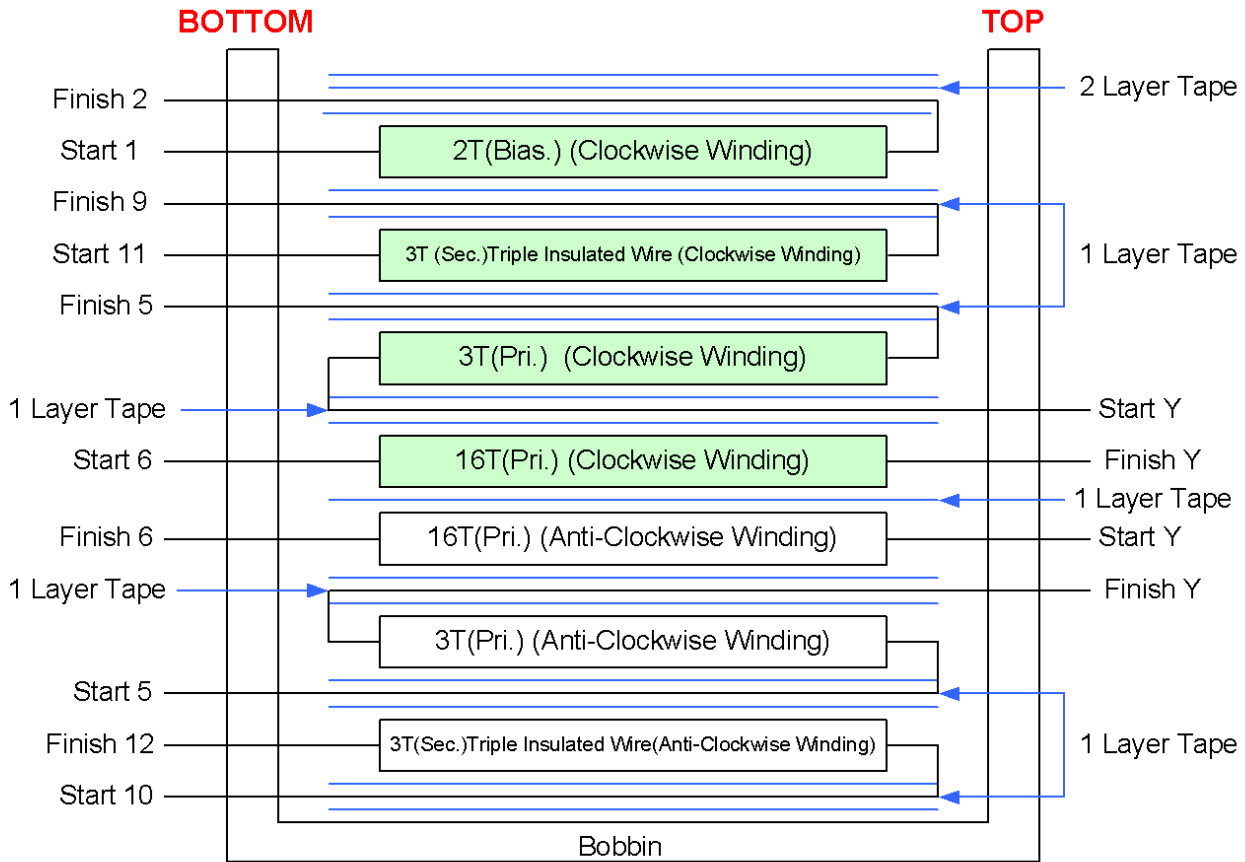 BOTTOM
TOP
2 Layer Tape
Finish 2
Start 1
2T(Bias.) (Clockwise Winding)
Finish 9
Start 11
3T (Sec.)Triple Insulated Wire (Clockwise Winding)
1 Layer Tape
Finish 5
3T(Pri.) (Clockwise Winding)
1 Layer Tape
Start Y
Start 6
16T(Pri.) (Clockwise Winding)
Finish Y
1 Layer Tape
Finish 6
16T(Pri.) (Anti-Clockwise Winding)
Start Y
1 Layer Tape
Finish Y
3T(Pri.) (Anti-Clockwise Winding)
Start 5
Finish 12
3T(Sec.)Triple Insulated Wire(Anti-Clockwise Winding)
1 Layer Tape
Start 10
Bobbin